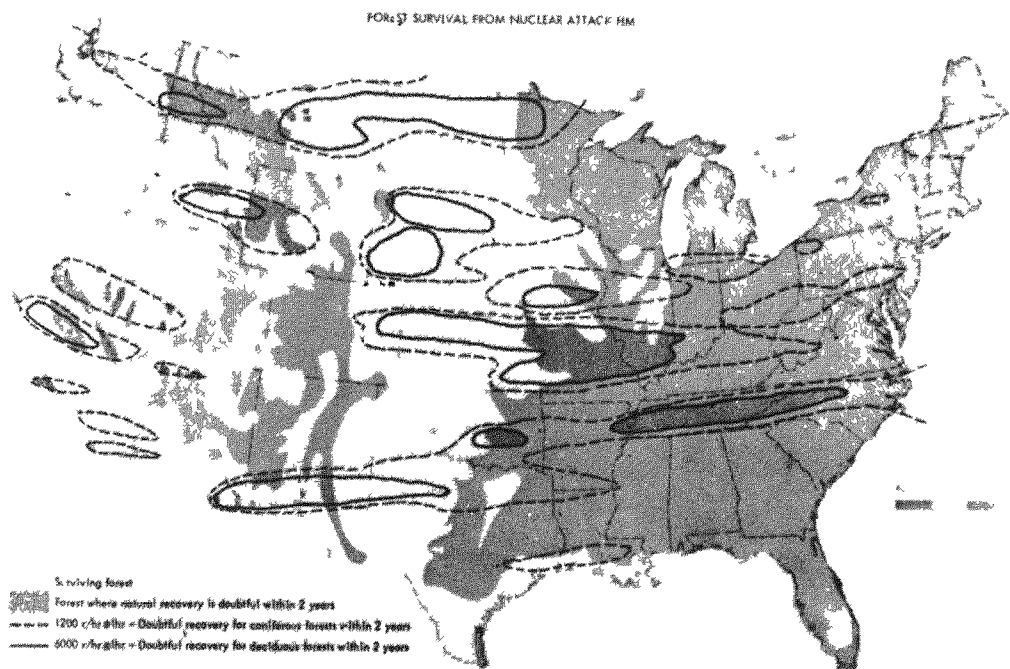 FOREST SURVIVAL FROM NUCLEAR ATTACK
Surviving forest
Forest where natural recovery is doubtful within 2 years
1200 r/hr@1hr = Doubtful recovery for coniferous forests within 2 years
6000 r/hr@1hr = Doubtful recovery for deciduous forests within 2 years